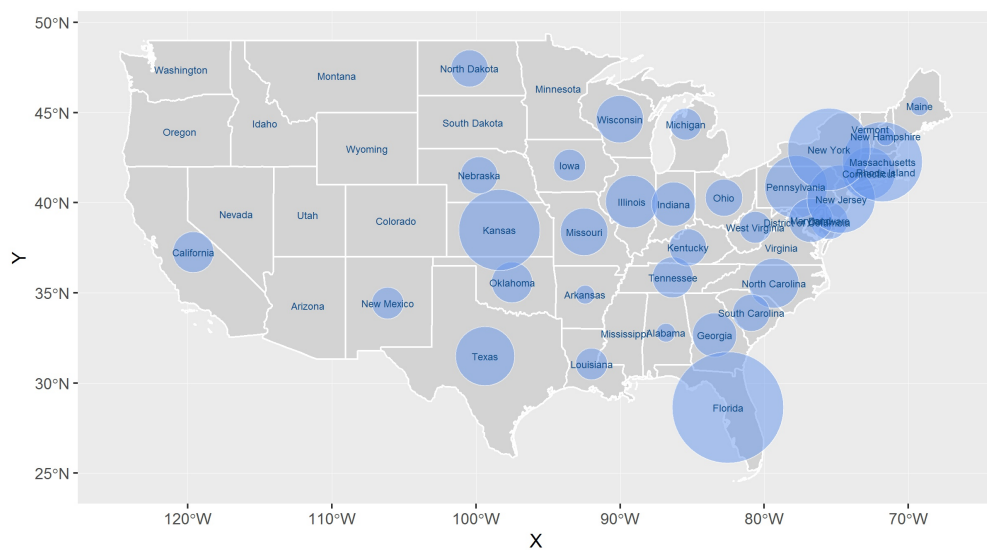 50°N
45°N
40°N
35°N
30°N
25°N
Y
Washington
Montana
North Dakota
Minnesota
Maine
Oregon
Idaho
South Dakota
Wisconsin
Michigan
Vermont
New Hampshire
Wyoming
New York
Massachusetts
Rhode Island
Connecticut
Iowa
Nebraska
Pennsylvania
New Jersey
Illinois
Indiana
Ohio
Nevada
Utah
Colorado
Kansas
Missouri
West Virginia
District of Columbia
Maryland
Delaware
California
Kentucky
Virginia
Oklahoma
Tennessee
North Carolina
Arizona
New Mexico
Arkansas
South Carolina
Mississippi
Alabama
Georgia
Texas
Louisiana
Florida
120°W
110°W
100°W
90°W
80°W
70°W
X